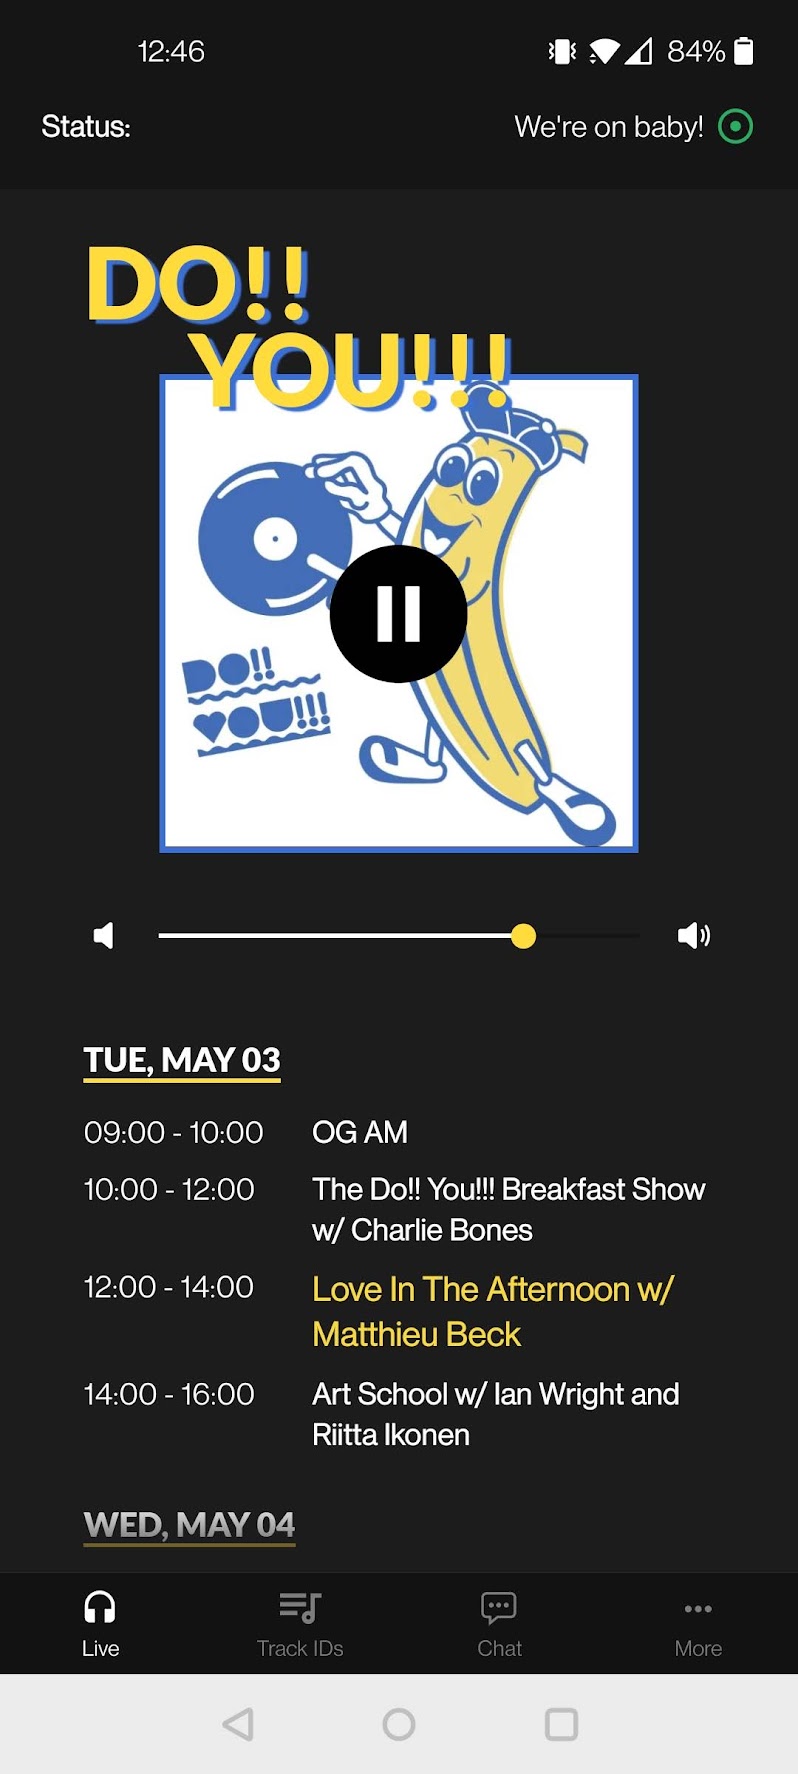 12:46
84%
Status:
We're on baby!
DO!!
YOU!!!
DO!!
YOU!!!
TUE, MAY 03
09:00 - 10:00 OG AM
10:00 - 12:00 The Do!! You!!! Breakfast Show
w/ Charlie Bones
12:00 - 14:00 Love In The Afternoon w/
Matthieu Beck
14:00 - 16:00 Art School w/ Ian Wright and
Riitta Ikonen
WED, MAY 04
Live
Track IDs
Chat
More